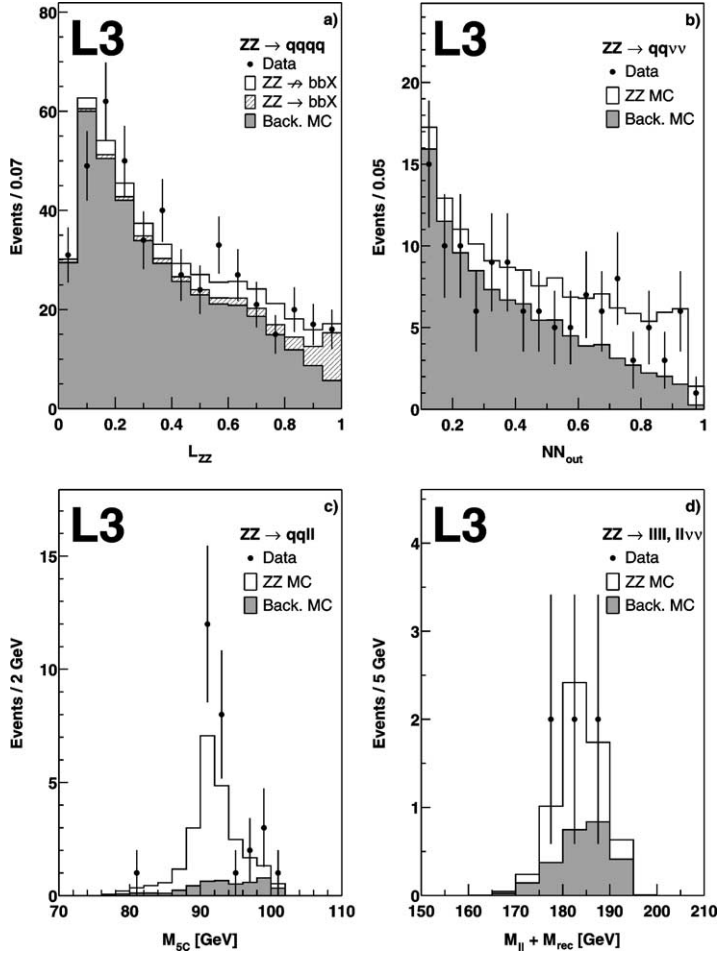 L3
a)
ZZ → qqqq
Data
ZZ ↛ bbX
ZZ → bbX
Back. MC
Events / 0.07
80
60
40
20
0
0 0.2 0.4 0.6 0.8 1
L_ZZ
L3
b)
ZZ → qqνν
Data
ZZ MC
Back. MC
Events / 0.05
20
15
10
5
0
0.2 0.4 0.6 0.8 1
NN_out
L3
c)
ZZ → qqll
Data
ZZ MC
Back. MC
Events / 2 GeV
15
10
5
0
70 80 90 100 110
M_5C [GeV]
L3
d)
ZZ → llll, llνν
Data
ZZ MC
Back. MC
Events / 5 GeV
4
3
2
1
0
150 160 170 180 190 200 210
M_ll + M_rec [GeV]